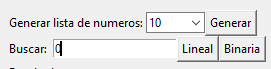 Generar lista de numeros: 10 Generar
Buscar: 0 Lineal Binaria